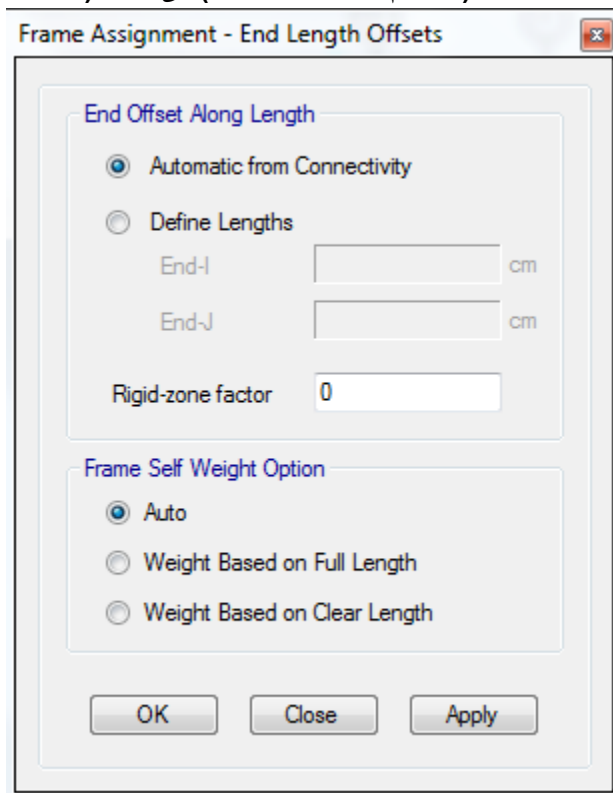 Frame Assignment - End Length Offsets
End Offset Along Length
Automatic from Connectivity
Define Lengths
End-I cm
End-J cm
Rigid-zone factor 0
Frame Self Weight Option
Auto
Weight Based on Full Length
Weight Based on Clear Length
OK Close Apply